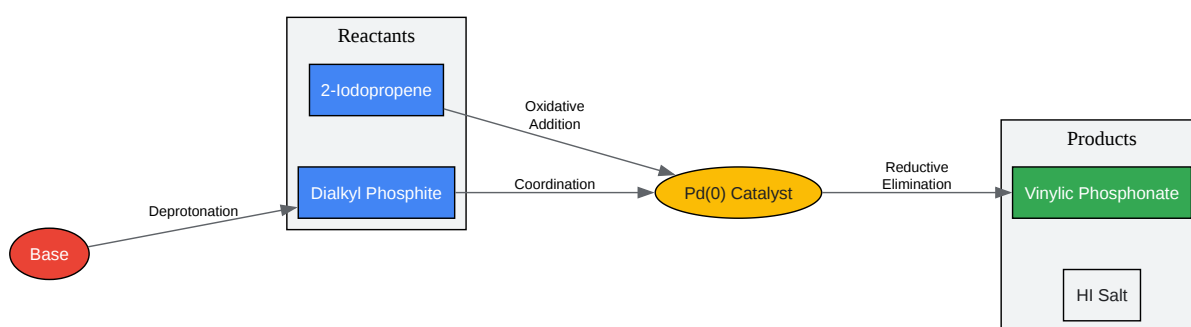 Reactants
2-Iodopropene
Dialkyl Phosphite
Base
Deprotonation
Oxidative
Addition
Coordination
Pd(0) Catalyst
Reductive
Elimination
Products
Vinylic Phosphonate
HI Salt